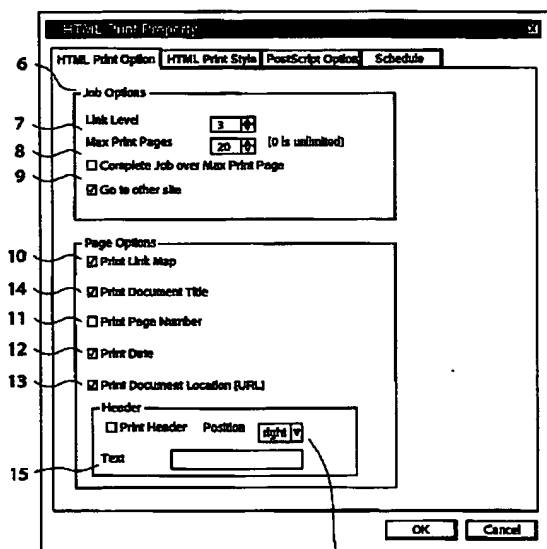 HTML Print Property
HTML Print Option HTML Print Style PostScript Option Schedule
6
Job Options
7 Link Level 3
8 Max Print Pages 20 [0 is unlimited]
Complete Job over Max Print Page
9 Go to other site
Page Options
10 Print Link Map
14 Print Document Title
11 Print Page Number
12 Print Date
13 Print Document Location [URL]
Header
Print Header Position right
15 Text
OK Cancel